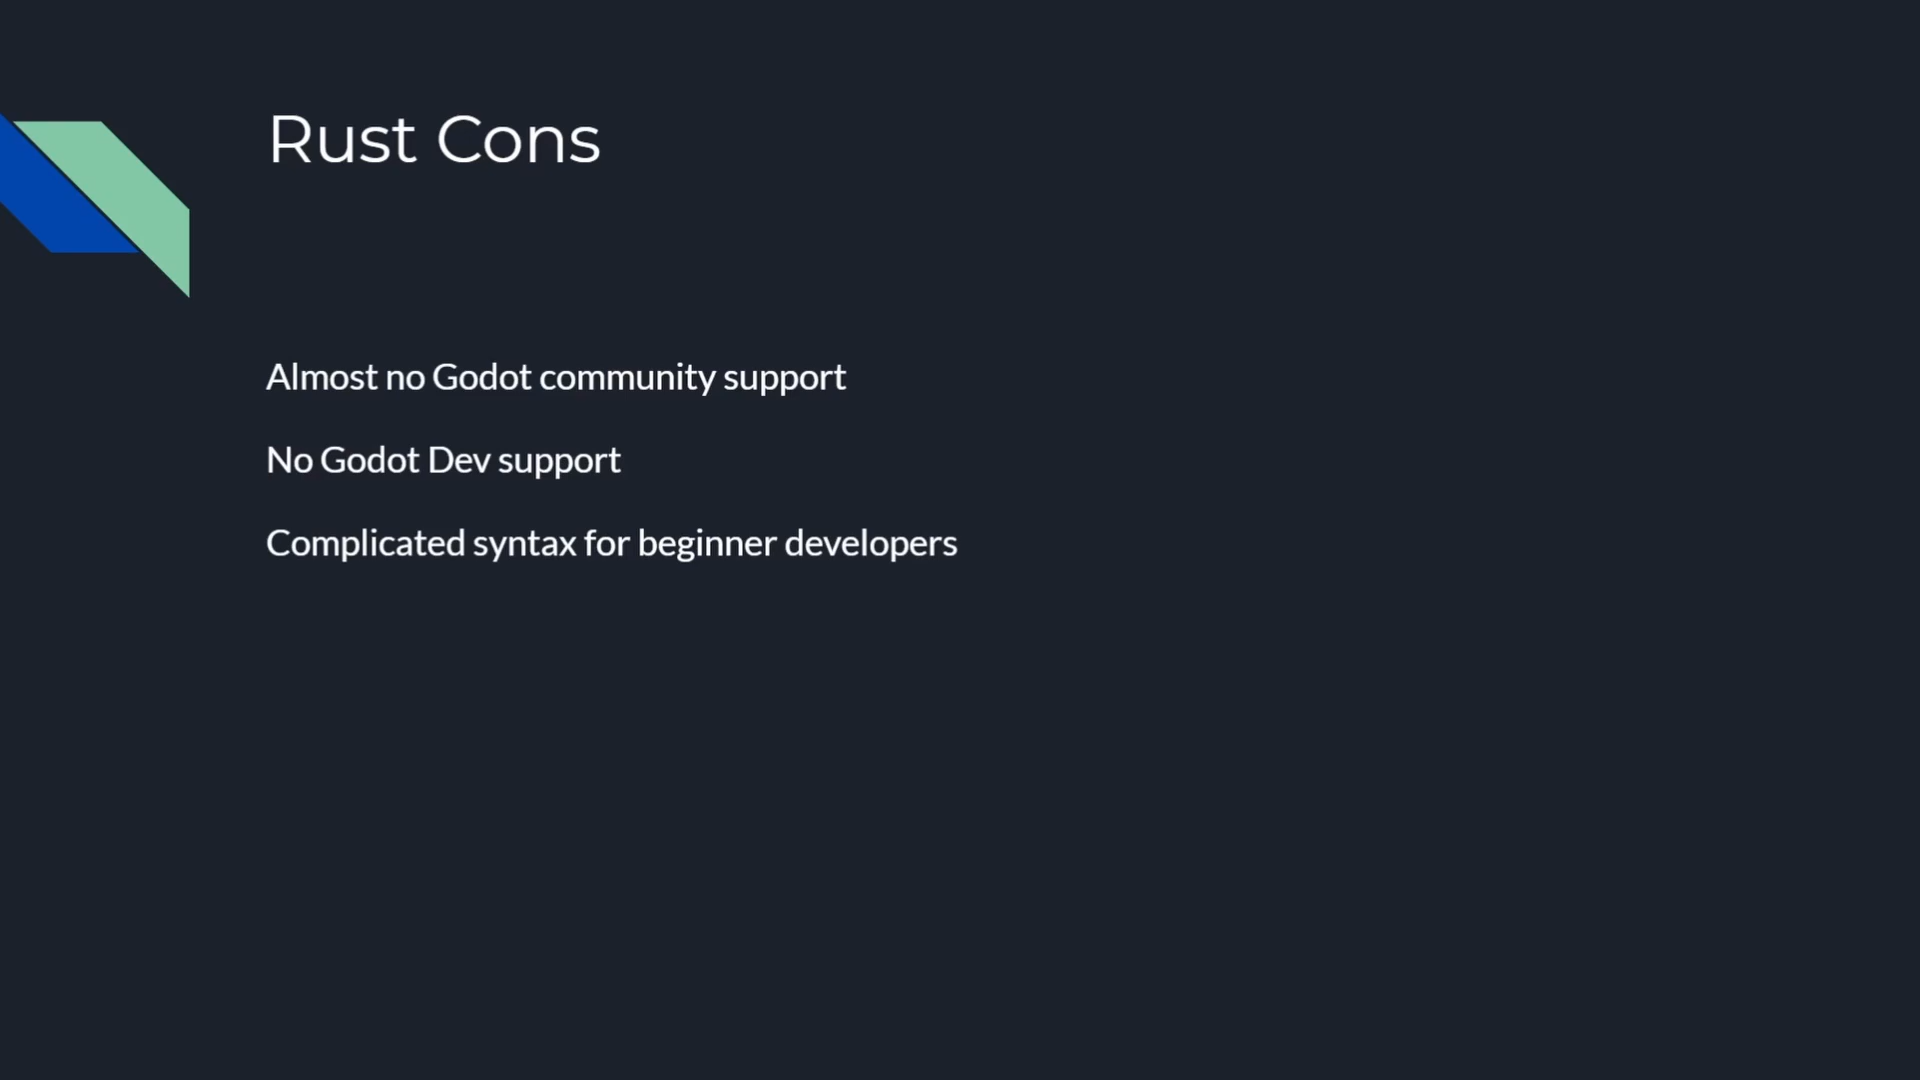 Rust Cons
Almost no Godot community support
No Godot Dev support
Complicated syntax for beginner developers